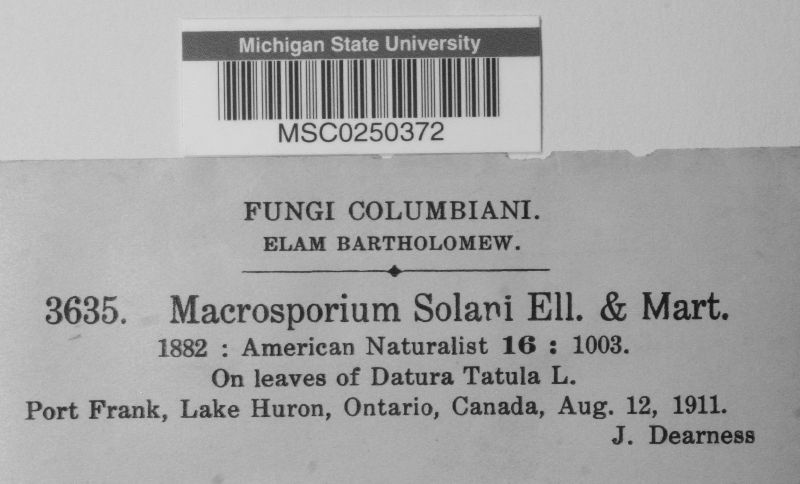 Michigan State University
MSC0250372
FUNGI COLUMBIANI.
ELAM BARTHOLOMEW.
3635. Macrosporium Solani Ell. & Mart.
1882 : American Naturalist 16 : 1003.
On leaves of Datura Tatula L.
Port Frank, Lake Huron, Ontario, Canada, Aug. 12, 1911.
J. Dearness